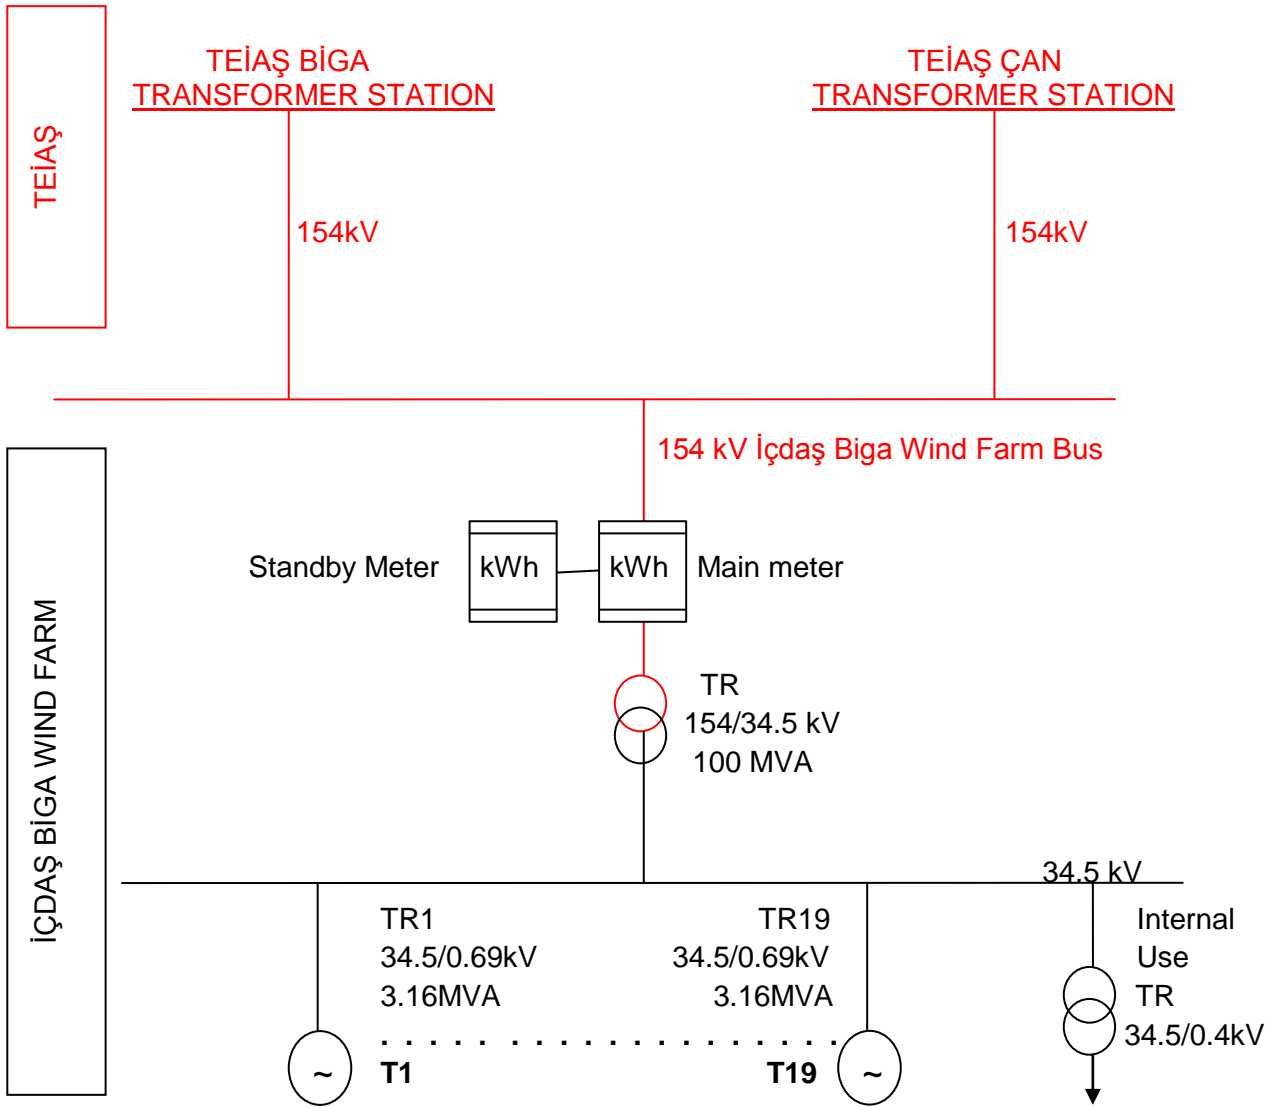 TEİAŞ
TEİAŞ BİGA
TRANSFORMER STATION
TEİAŞ ÇAN
TRANSFORMER STATION
154kV
154kV
154 kV İçdaş Biga Wind Farm Bus
İÇDAŞ BİGA WIND FARM
Standby Meter
kWh
kWh
Main meter
TR
154/34.5 kV
100 MVA
34.5 kV
TR1
34.5/0.69kV
3.16MVA
TR19
34.5/0.69kV
3.16MVA
Internal
Use
TR
34.5/0.4kV
. . . . . . . . . . . . . . . . . . .
~
T1
T19
~